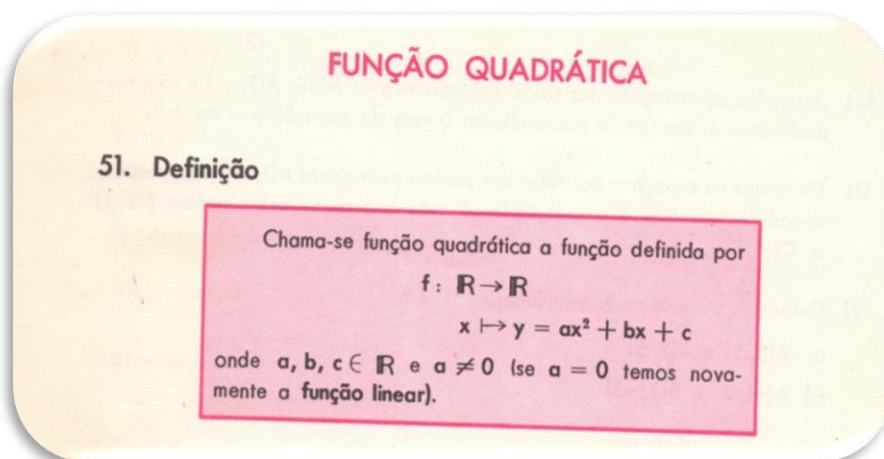 FUNÇÃO QUADRÁTICA
51. Definição
Chama-se função quadrática a função definida por
f : ℝ → ℝ
x ↦ y = ax² + bx + c
onde a, b, c ∈ ℝ e a ≠ 0 (se a = 0 temos nova-
mente a função linear).